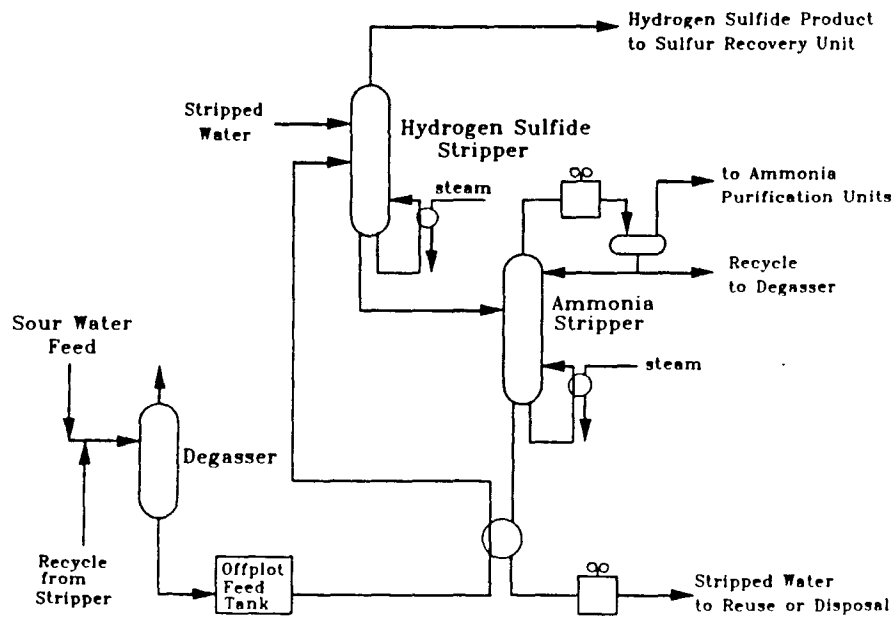 Hydrogen Sulfide Product
to Sulfur Recovery Unit
Stripped
Water
Hydrogen Sulfide
Stripper
steam
to Ammonia
Purification Units
Recycle
to Degasser
Ammonia
Stripper
steam
Sour Water
Feed
Degasser
Recycle
from
Stripper
Offplot
Feed
Tank
Stripped Water
to Reuse or Disposal